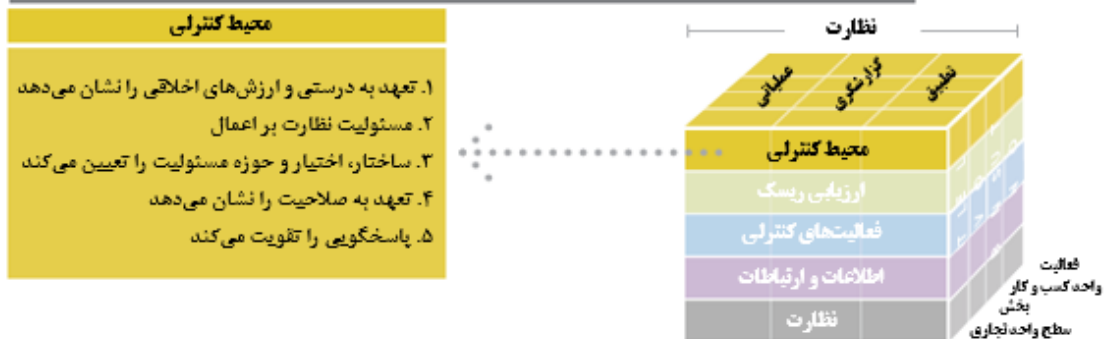 محیط کنترلی
۱. تعهد به درستی و ارزش‌های اخلاقی را نشان می‌دهد
۲. مسئولیت نظارت بر اعمال
۳. ساختار، اختیار و حوزه مسئولیت را تعیین می‌کند
۴. تعهد به صلاحیت را نشان می‌دهد
۵. پاسخگویی را تقویت می‌کند
نظارت
عملیاتی
گزارشگری
تطبیق
محیط کنترلی
ارزیابی ریسک
فعالیت‌های کنترلی
اطلاعات و ارتباطات
نظارت
فعالیت
واحد کسب و کار
بخش
سطح واحد تجاری